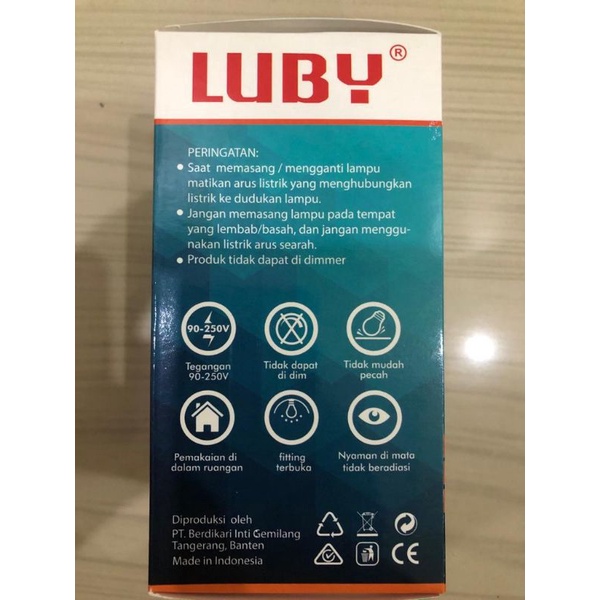 LUBY®
PERINGATAN:
• Saat memasang / mengganti lampu
matikan arus listrik yang menghubungkan
listrik ke dudukan lampu.
• Jangan memasang lampu pada tempat
yang lembab/basah, dan jangan menggu-
nakan listrik arus searah.
• Produk tidak dapat di dimmer
90-250V
Tegangan
90-250V
Tidak dapat
di dim
Tidak mudah
pecah
Pemakaian di
dalam ruangan
fitting
terbuka
Nyaman di mata
tidak beradiasi
Diproduksi oleh
PT. Berdikari Inti Gemilang
Tangerang, Banten
Made in Indonesia
CE